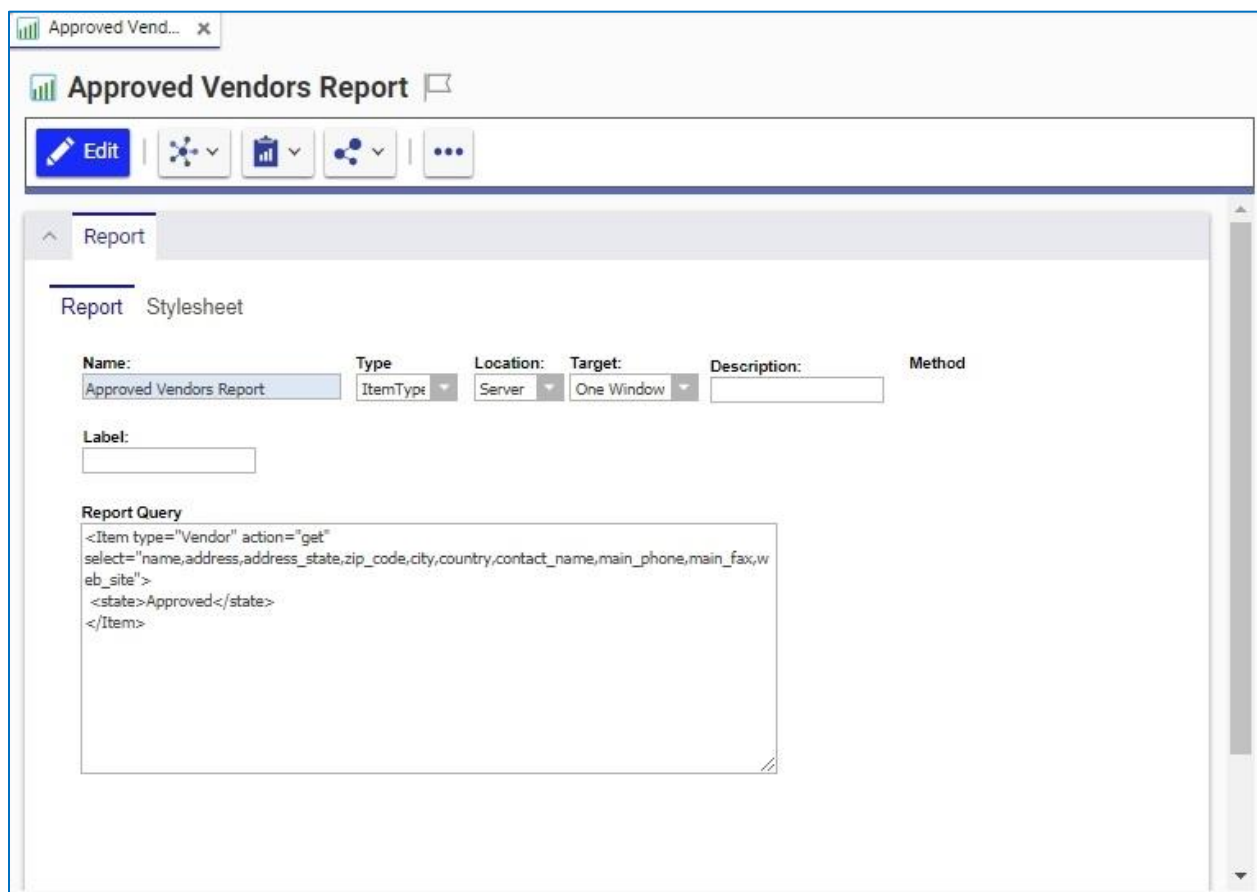 Approved Vend...
Approved Vendors Report
Edit
Report
Report Stylesheet
Name: Type Location: Target: Description: Method
Approved Vendors Report ItemType Server One Window
Label:
Report Query
<Item type="Vendor" action="get"
select="name,address,address_state,zip_code,city,country,contact_name,main_phone,main_fax,w
eb_site">
<state>Approved</state>
</Item>